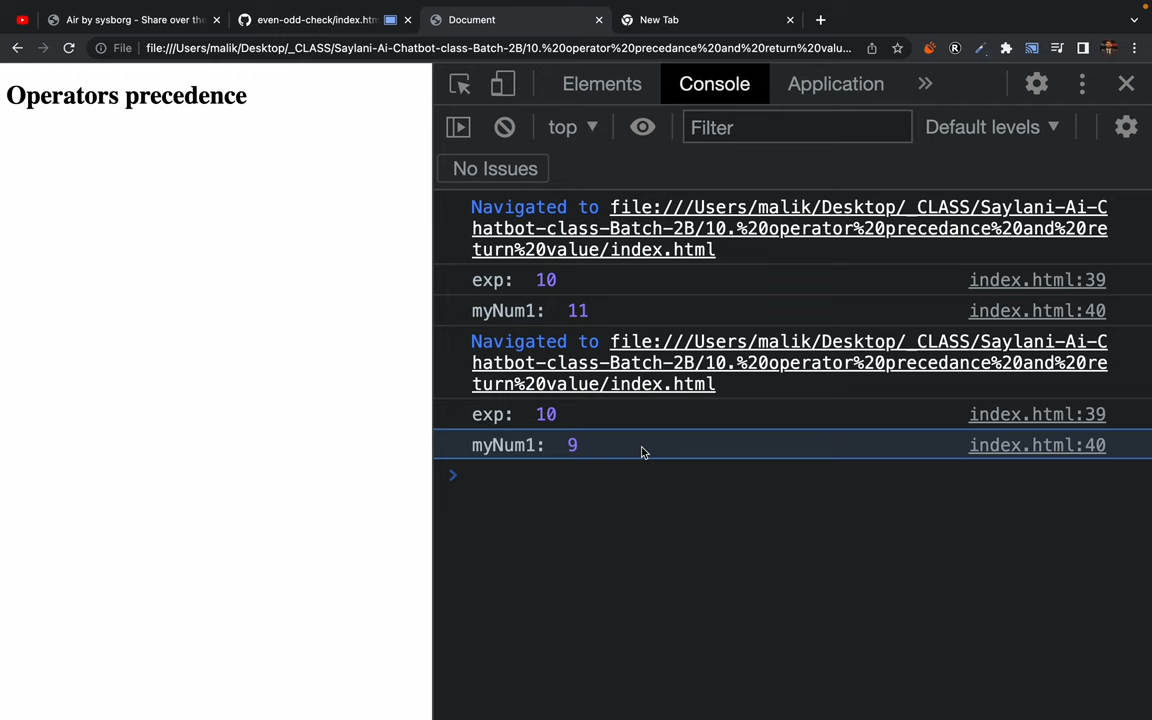 Air by sysborg - Share over the
even-odd-check/index.htm
Document
New Tab
File
file:///Users/malik/Desktop/_CLASS/Saylani-Ai-Chatbot-class-Batch-2B/10.%20operator%20precedance%20and%20return%20valu...
Operators precedence
Elements
Console
Application
top
Filter
Default levels
No Issues
Navigated to file:///Users/malik/Desktop/_CLASS/Saylani-Ai-C
hatbot-class-Batch-2B/10.%20operator%20precedance%20and%20re
turn%20value/index.html
exp: 10 index.html:39
myNum1: 11 index.html:40
Navigated to file:///Users/malik/Desktop/_CLASS/Saylani-Ai-C
hatbot-class-Batch-2B/10.%20operator%20precedance%20and%20re
turn%20value/index.html
exp: 10 index.html:39
myNum1: 9 index.html:40